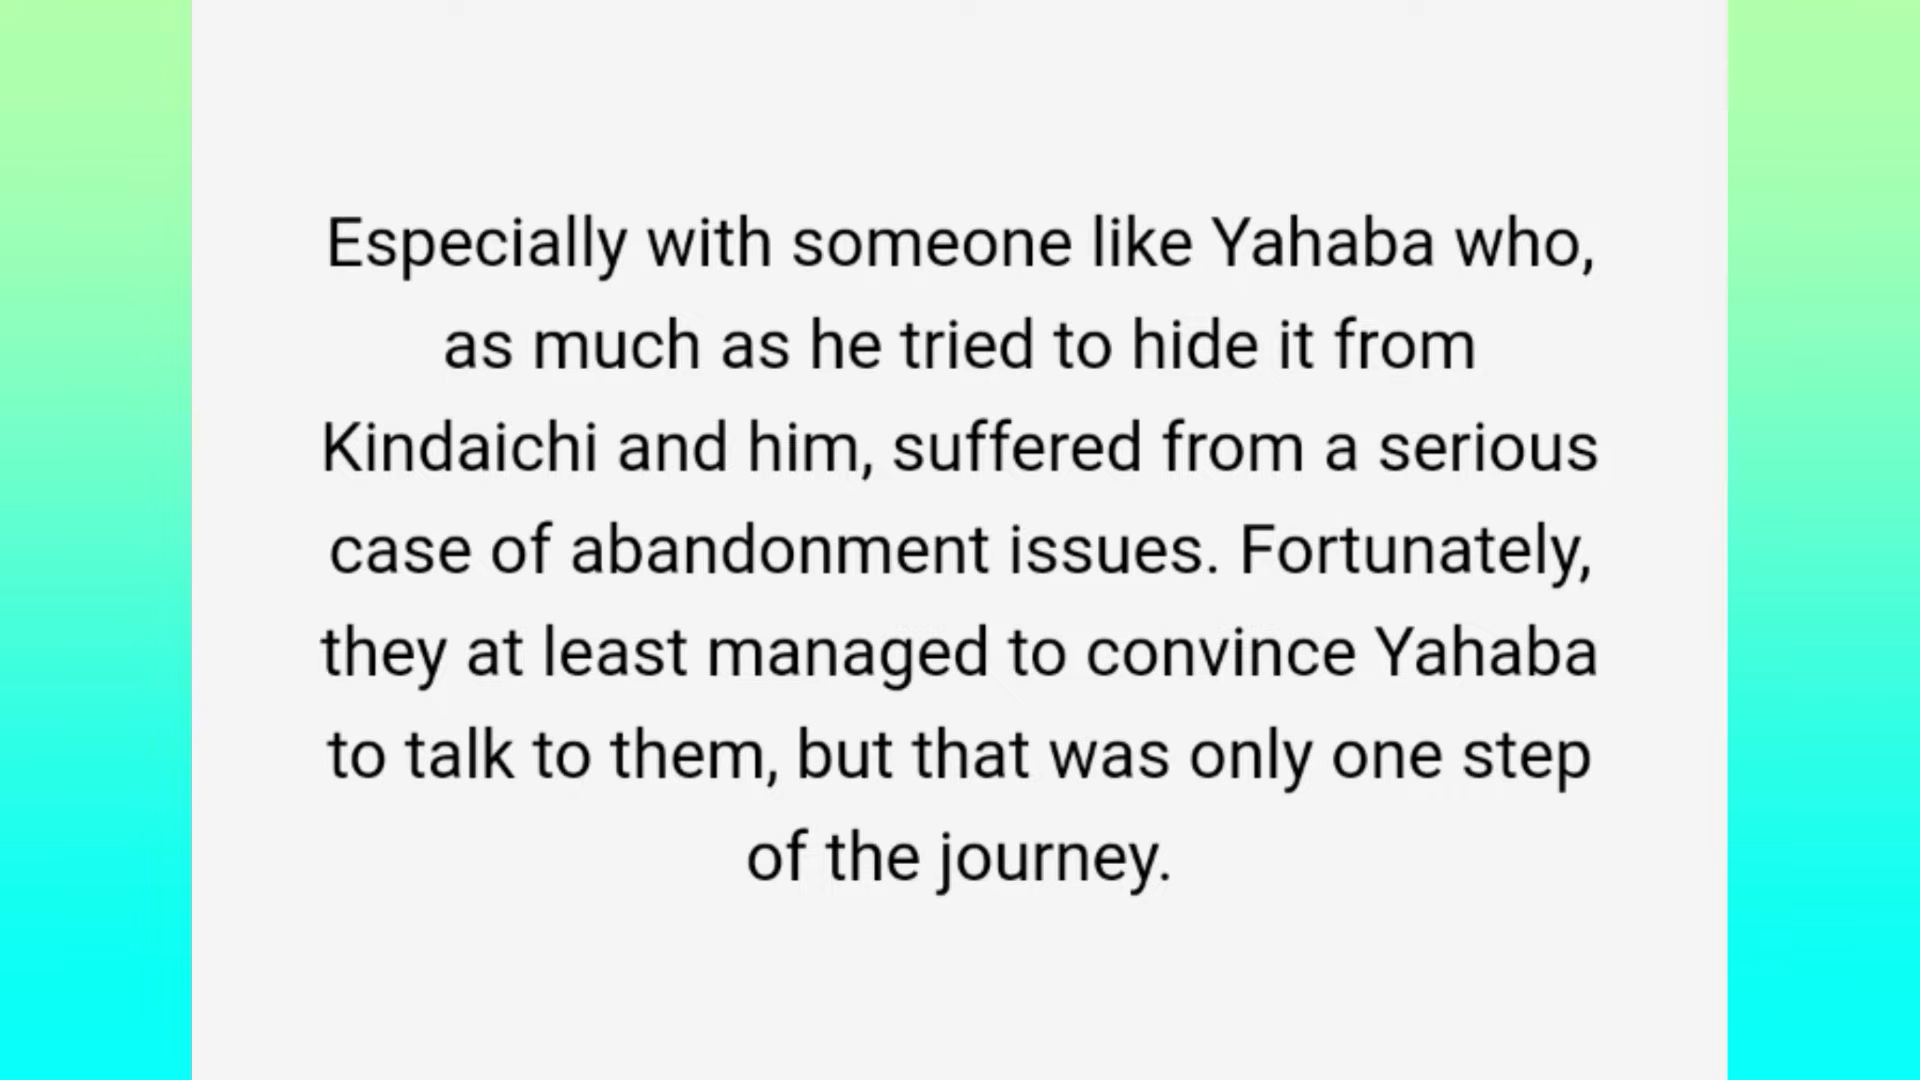 Especially with someone like Yahaba who,
as much as he tried to hide it from
Kindaichi and him, suffered from a serious
case of abandonment issues. Fortunately,
they at least managed to convince Yahaba
to talk to them, but that was only one step
of the journey.